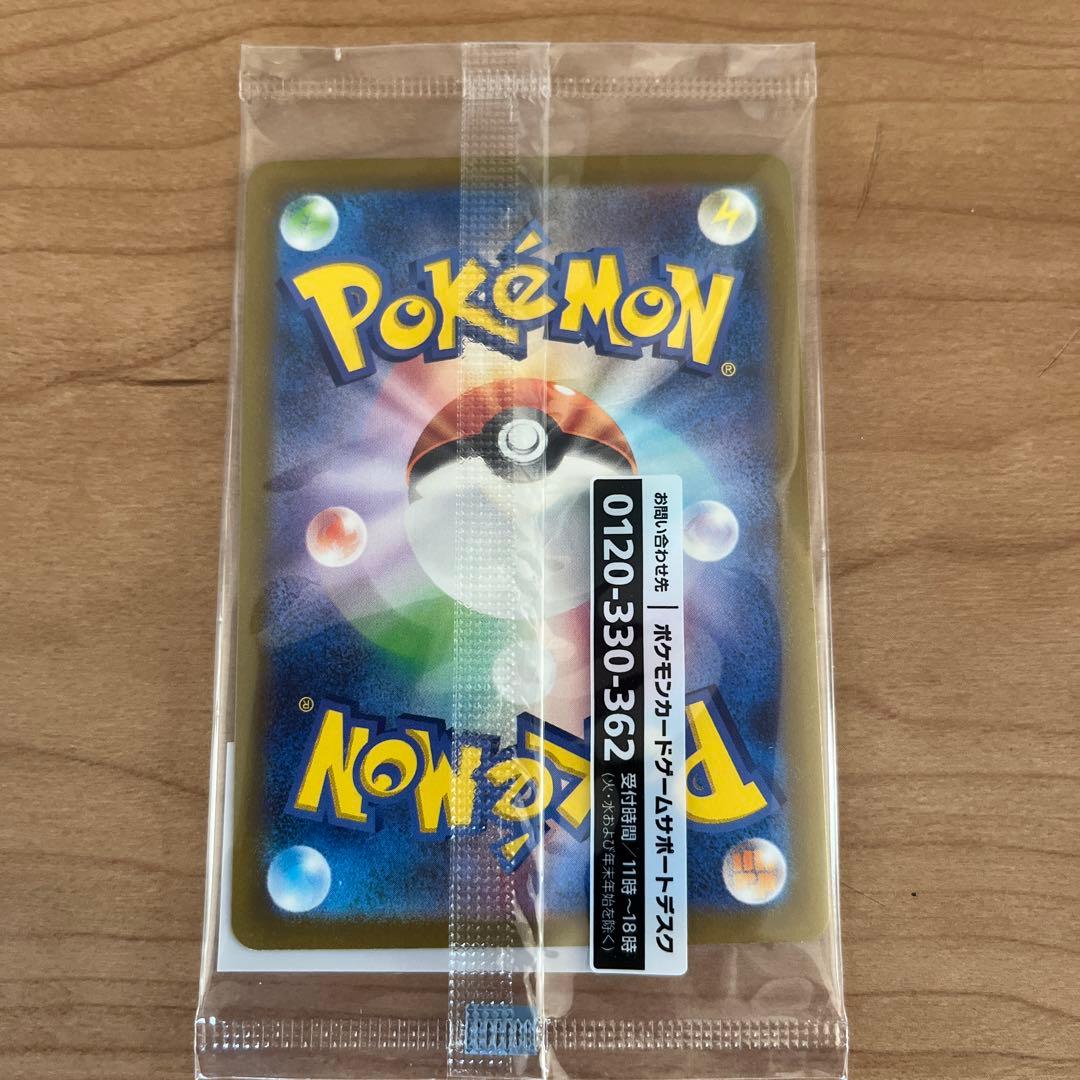 POKéMON
®
お問い合わせ先 | ポケモンカードゲームサポートデスク
0120-330-362 受付時間/11時~18時
(火・水および年末年始を除く)
POKéMON
®